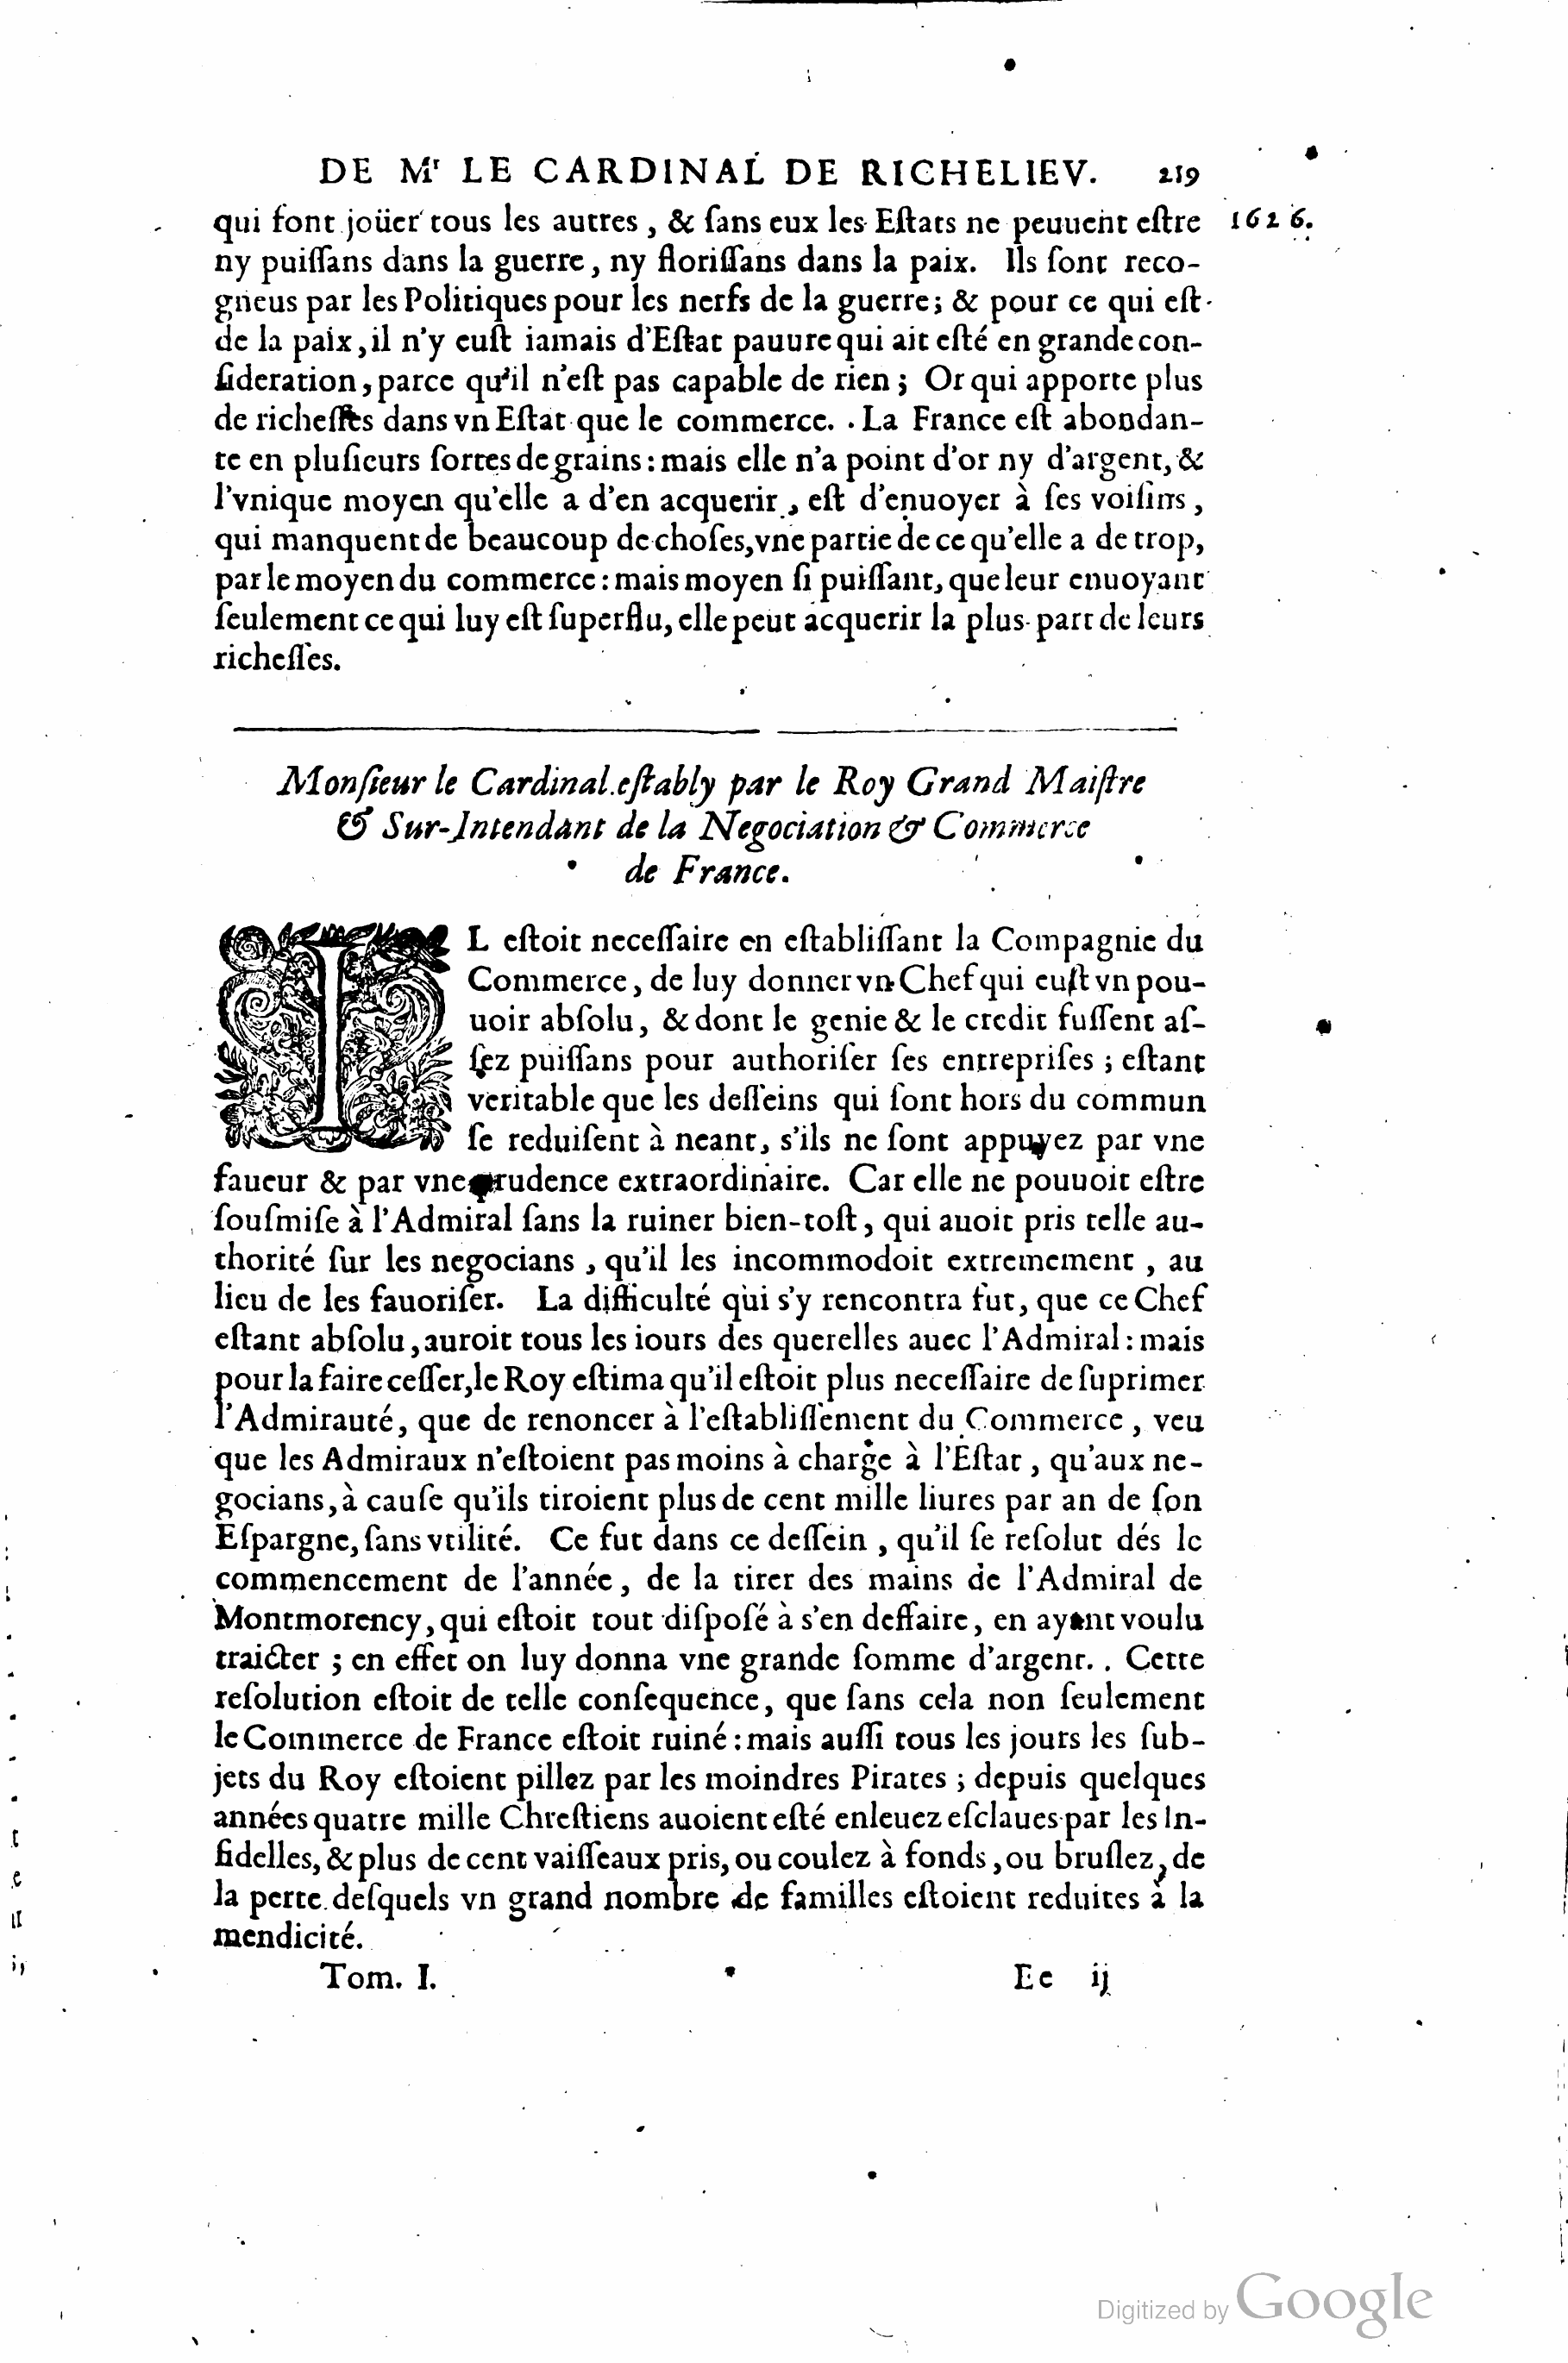 DE Mr LE CARDINAL DE RICHELIEV. 219
qui font joüer tous les autres, & ſans eux les Eſtats ne peuuent eſtre 1626.
ny puiſſans dans la guerre, ny floriſſans dans la paix. Ils ſont reco-
gneus par les Politiques pour les nerfs de la guerre; & pour ce qui eſt
de la paix, il n'y euſt iamais d'Eſtat pauure qui ait eſté en grande con-
ſideration, parce qu'il n'eſt pas capable de rien; Or qui apporte plus
de richeſſes dans vn Eſtat que le commerce. La France eſt abondan-
te en pluſieurs ſortes de grains: mais elle n'a point d'or ny d'argent, &
l'vnique moyen qu'elle a d'en acquerir, eſt d'enuoyer à ſes voiſins,
qui manquent de beaucoup de choſes, vne partie de ce qu'elle a de trop,
par le moyen du commerce: mais moyen ſi puiſſant, que leur enuoyant
ſeulement ce qui luy eſt ſuperflu, elle peut acquerir la plus-part de leurs
richeſſes.
Monſieur le Cardinal eſtably par le Roy Grand Maiſtre
& Sur-Intendant de la Negociation & Commerce
de France.
IL eſtoit neceſſaire en eſtabliſſant la Compagnie du
Commerce, de luy donner vn Chef qui euſt vn pou-
uoir abſolu, & dont le genie & le credit fuſſent aſ-
ſez puiſſans pour authoriſer ſes entrepriſes; eſtant
veritable que les deſſeins qui ſont hors du commun
ſe reduiſent à neant, s'ils ne ſont appuyez par vne
faueur & par vne prudence extraordinaire. Car elle ne pouuoit eſtre
ſouſmiſe à l'Admiral ſans la ruiner bien-toſt, qui auoit pris telle au-
thorité ſur les negocians, qu'il les incommodoit extremement, au
lieu de les fauoriſer. La difficulté qui s'y rencontra fut, que ce Chef
eſtant abſolu, auroit tous les iours des querelles auec l'Admiral: mais
pour la faire ceſſer, le Roy eſtima qu'il eſtoit plus neceſſaire de ſuprimer
l'Admirauté, que de renoncer à l'eſtabliſſement du Commerce, veu
que les Admiraux n'eſtoient pas moins à charge à l'Eſtat, qu'aux ne-
gocians, à cauſe qu'ils tiroient plus de cent mille liures par an de ſon
Eſpargne, ſans vtilité. Ce fut dans ce deſſein, qu'il ſe reſolut dés le
commencement de l'année, de la tirer des mains de l'Admiral de
Montmorency, qui eſtoit tout diſpoſé à s'en deffaire, en ayant voulu
traicter; en effet on luy donna vne grande ſomme d'argent. Cette
reſolution eſtoit de telle conſequence, que ſans cela non ſeulement
le Commerce de France eſtoit ruiné: mais auſſi tous les jours les ſub-
jets du Roy eſtoient pillez par les moindres Pirates; depuis quelques
années quatre mille Chreſtiens auoient eſté enleuez eſclaues par les In-
fidelles, & plus de cent vaiſſeaux pris, ou coulez à fonds, ou bruſlez, de
la perte deſquels vn grand nombre de familles eſtoient reduites à la
mendicité.
Tom. I. Ee ij
Digitized by Google